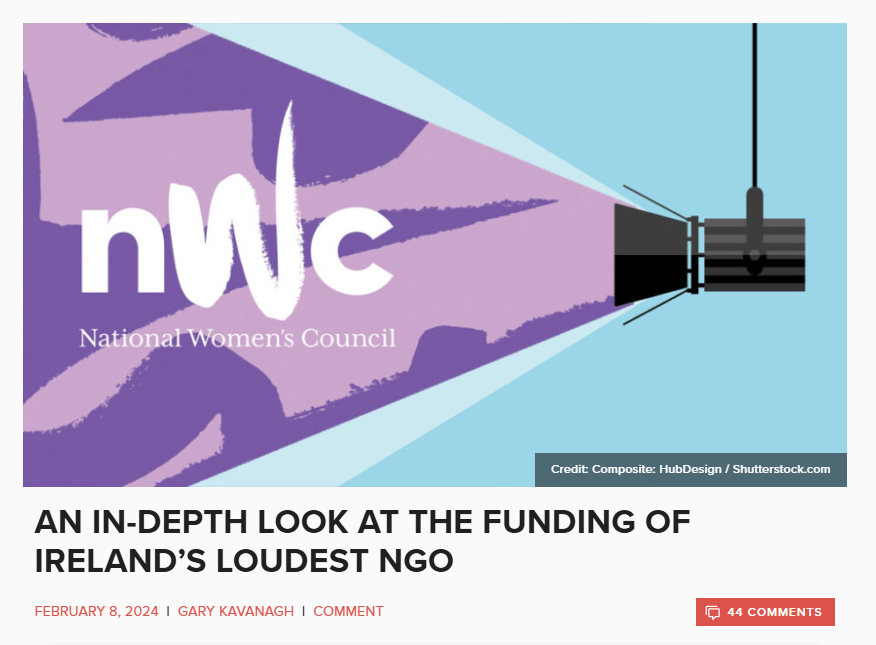 nwc
National Women's Council
Credit: Composite: HubDesign / Shutterstock.com
AN IN-DEPTH LOOK AT THE FUNDING OF
IRELAND’S LOUDEST NGO
FEBRUARY 8, 2024 I GARY KAVANAGH I COMMENT
44 COMMENTS